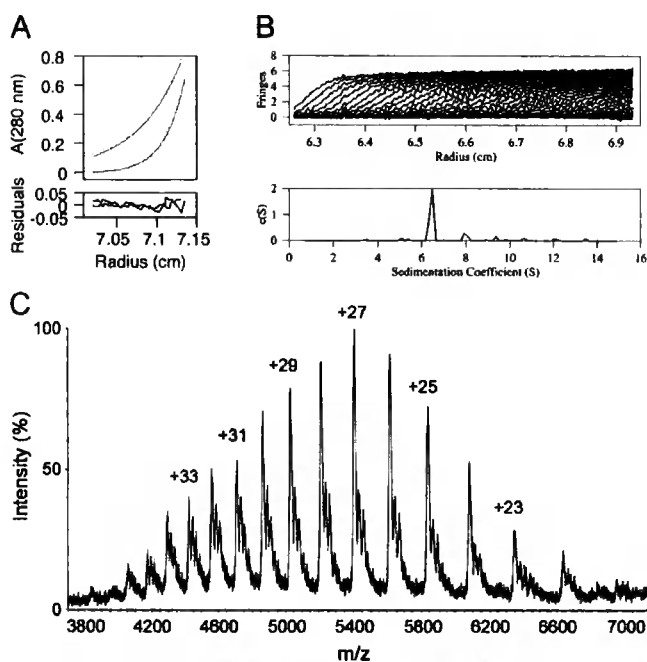 A
A(280 nm)
0.8
0.6
0.4
0.2
0
Residuals
0.05
0.00
-0.05
7.05 7.1 7.15
Radius (cm)
B
Fringes
8
6
4
2
0
6.3 6.4 6.5 6.6 6.7 6.8 6.9
Radius (cm)
c(S)
2
1
0
0 2 4 6 8 10 12 14 16
Sedimentation Coefficient (S)
C
Intensity (%)
100
50
0
+33
+31
+29
+27
+25
+23
3800 4200 4600 5000 5400 5800 6200 6600 7000
m/z